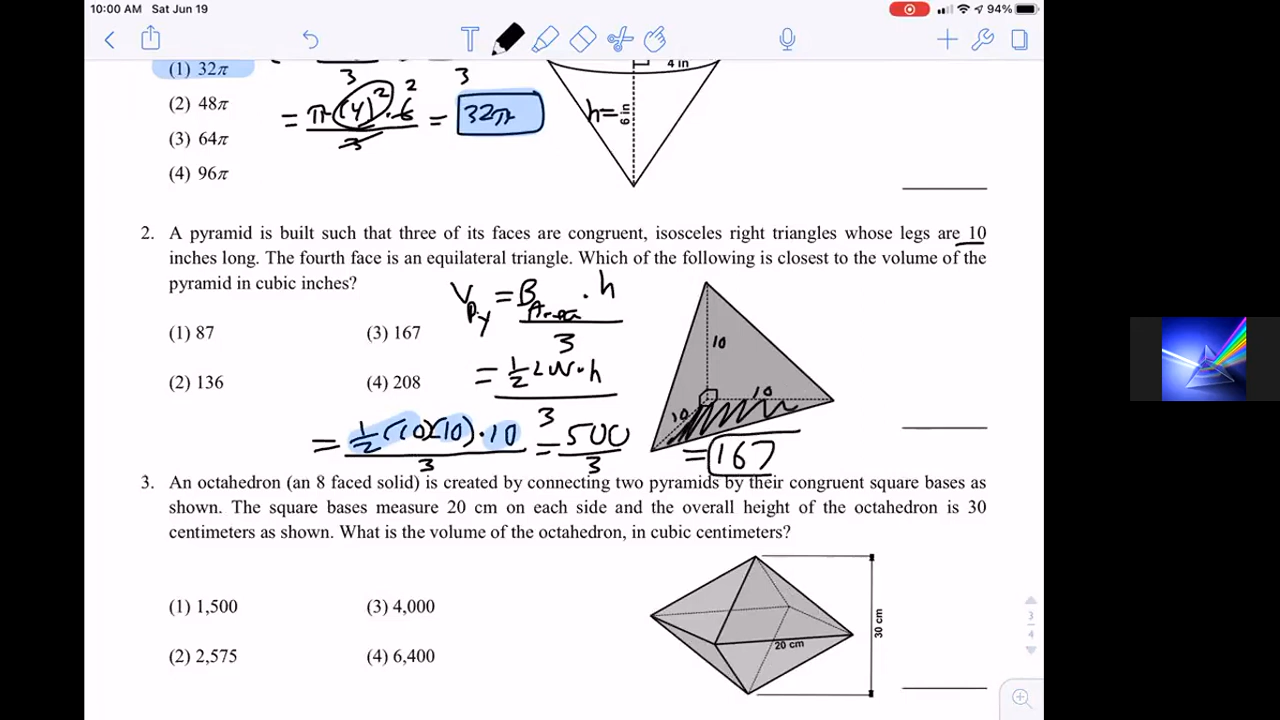 10:00 AM Sat Jun 19
94%
T
(1) 32π
3
3
4 in
(2) 48π
= π(4)²·6 2 = 32π
3
h=
6 in
(3) 64π
(4) 96π
2. A pyramid is built such that three of its faces are congruent, isosceles right triangles whose legs are 10
inches long. The fourth face is an equilateral triangle. Which of the following is closest to the volume of the
pyramid in cubic inches?
V py = B Area · h
3
(1) 87
(3) 167
10
= 1/2 LW·h
3
(2) 136
(4) 208
10
10
= 1/2 (10)(10)·10
3
= 500
3
= 167
3. An octahedron (an 8 faced solid) is created by connecting two pyramids by their congruent square bases as
shown. The square bases measure 20 cm on each side and the overall height of the octahedron is 30
centimeters as shown. What is the volume of the octahedron, in cubic centimeters?
(1) 1,500
(3) 4,000
30 cm
20 cm
(2) 2,575
(4) 6,400
3
4